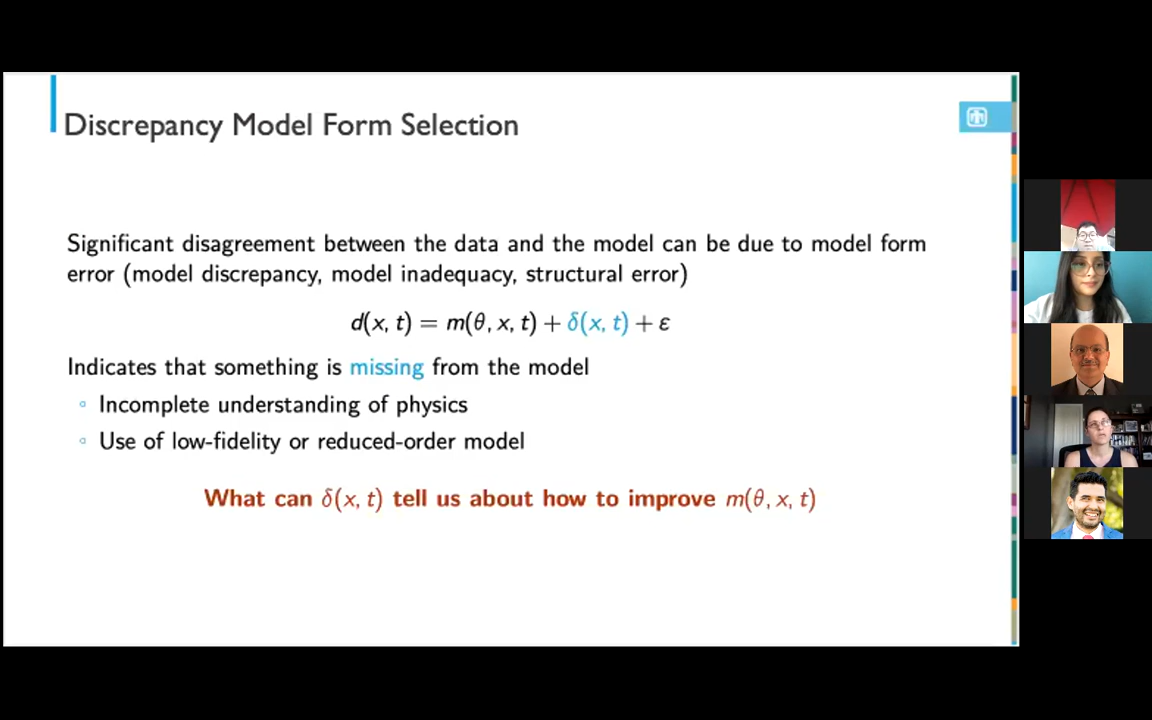 Discrepancy Model Form Selection
Significant disagreement between the data and the model can be due to model form
error (model discrepancy, model inadequacy, structural error)
d(x, t) = m(θ, x, t) + δ(x, t) + ε
Indicates that something is missing from the model
◦ Incomplete understanding of physics
◦ Use of low-fidelity or reduced-order model
What can δ(x, t) tell us about how to improve m(θ, x, t)